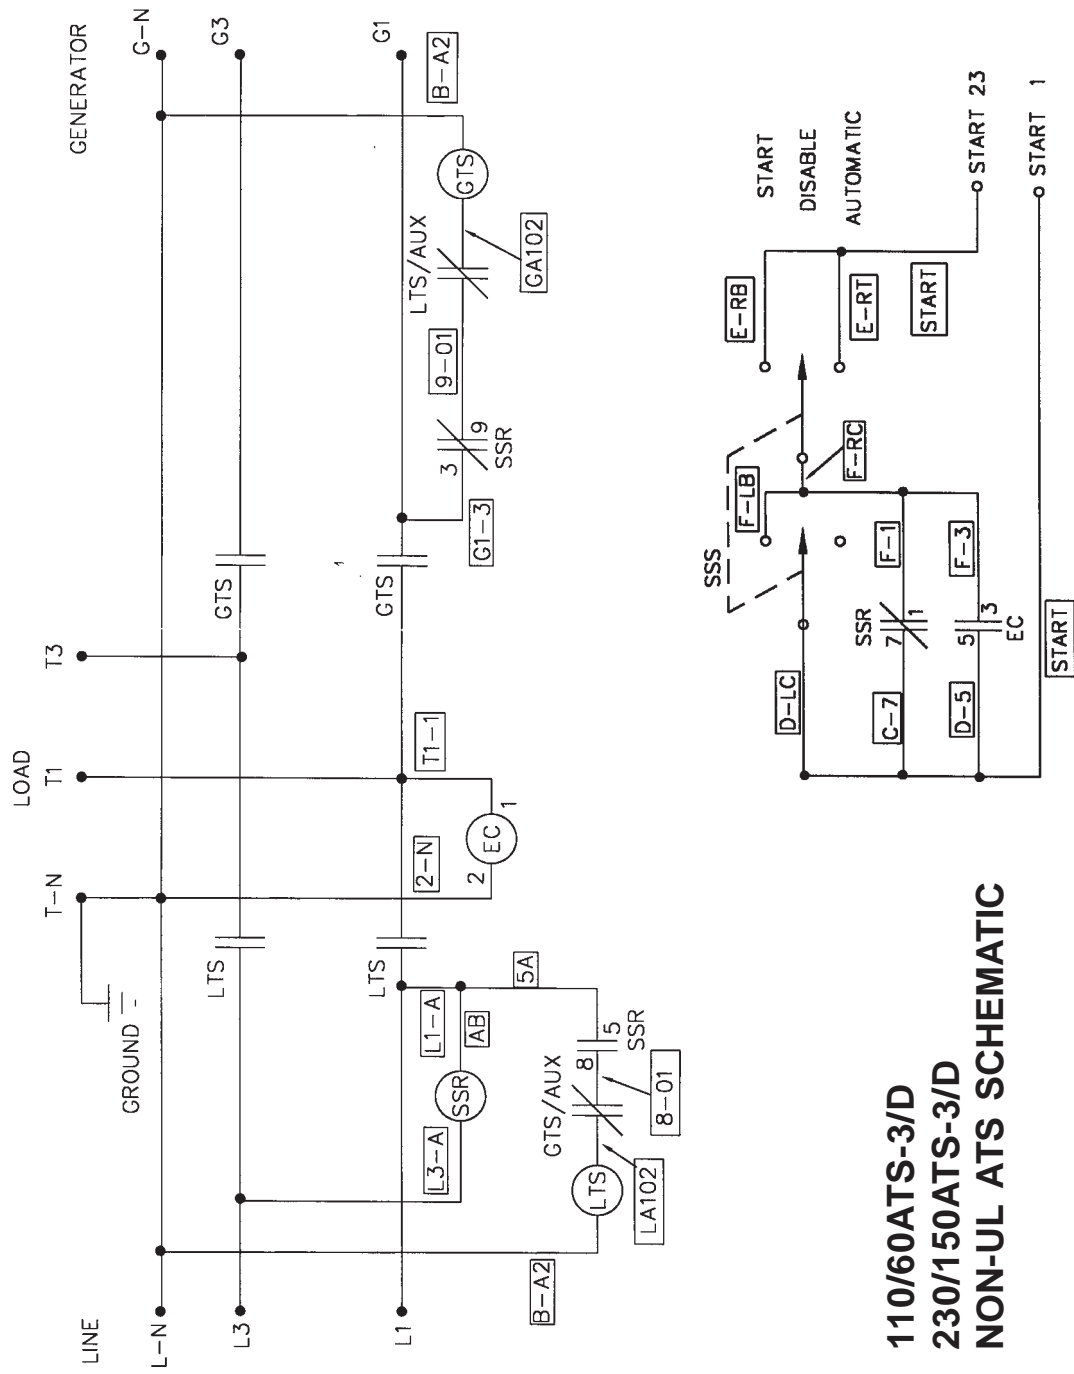 LINE
LOAD
GENERATOR
L-N
T-N
T1
T3
G-N
GROUND
L3
LTS
GTS
G3
L1
LTS
GTS
G1
L1-A
2-N
T1-1
G1-3
9-01
LTS/AUX
B-A2
L3-A
SSR
AB
5A
2
EC
1
3
9
SSR
GTS
GA102
B-A2
LTS
GTS/AUX
8
5
SSR
LA102
8-01
SSS
D-LC
F-LB
E-RB
START
F-RC
DISABLE
E-RT
AUTOMATIC
C-7
SSR
7
1
F-1
START
D-5
5
3
EC
F-3
START 23
START
START 1
110/60ATS-3/D
230/150ATS-3/D
NON-UL ATS SCHEMATIC